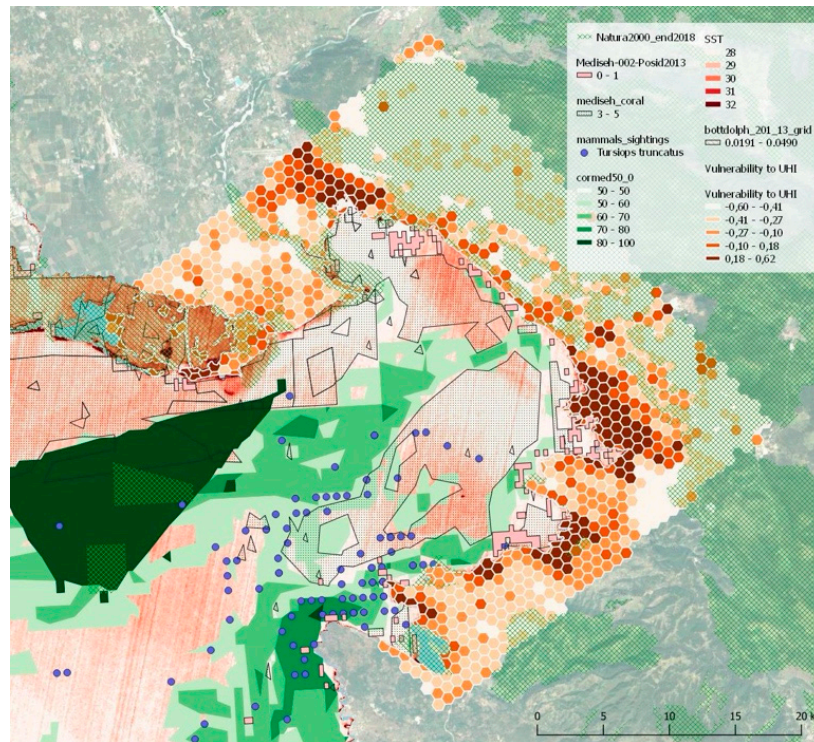 Natura2000_end2018
Mediseh-002-Posid2013
0 - 1
mediseh_coral
3 - 5
mammals_sightings
Tursiops truncatus
cormed50_0
50 - 50
50 - 60
60 - 70
70 - 80
80 - 100
SST
28
29
30
31
32
bottdolph_201_13_grid
0.0191 - 0.0490
Vulnerability to UHI
Vulnerability to UHI
-0,60 - -0,41
-0,41 - -0,27
-0,27 - -0,10
-0,10 - 0,18
0,18 - 0,62
0 5 10 15 20 k